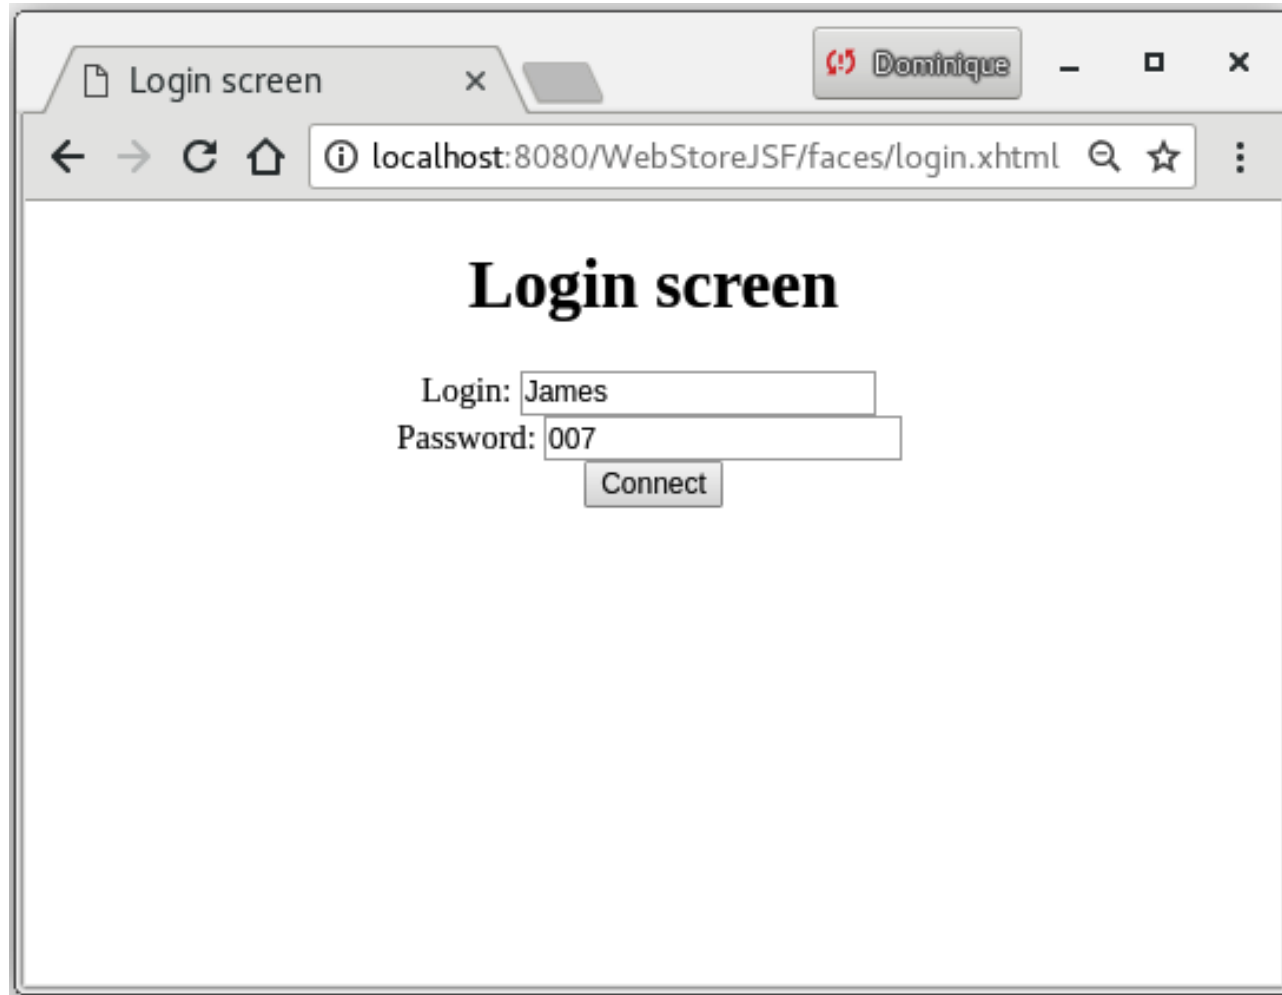 Login screen
Dominique
localhost:8080/WebStoreJSF/faces/login.xhtml
Login screen
Login: James
Password: 007
Connect